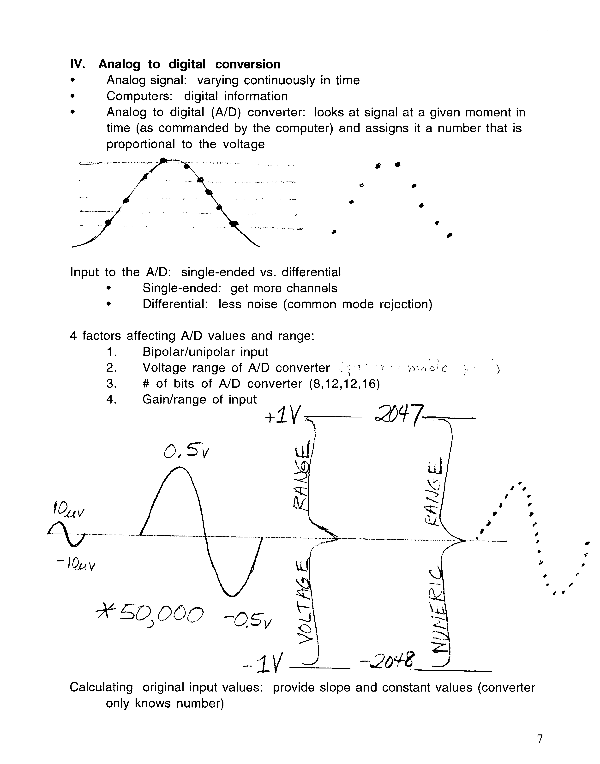 IV. Analog to digital conversion
• Analog signal: varying continuously in time
• Computers: digital information
• Analog to digital (A/D) converter: looks at signal at a given moment in
time (as commanded by the computer) and assigns it a number that is
proportional to the voltage
Input to the A/D: single-ended vs. differential
• Single-ended: get more channels
• Differential: less noise (common mode rejection)
4 factors affecting A/D values and range:
1. Bipolar/unipolar input
2. Voltage range of A/D converter
3. # of bits of A/D converter (8,12,12,16)
4. Gain/range of input
+1V 2047
0.5v
RANGE RANGE
10μv
-10μv
*50,000 -0.5v
VOLTAGE NUMERIC
-1V -2048
Calculating original input values: provide slope and constant values (converter
only knows number)
7